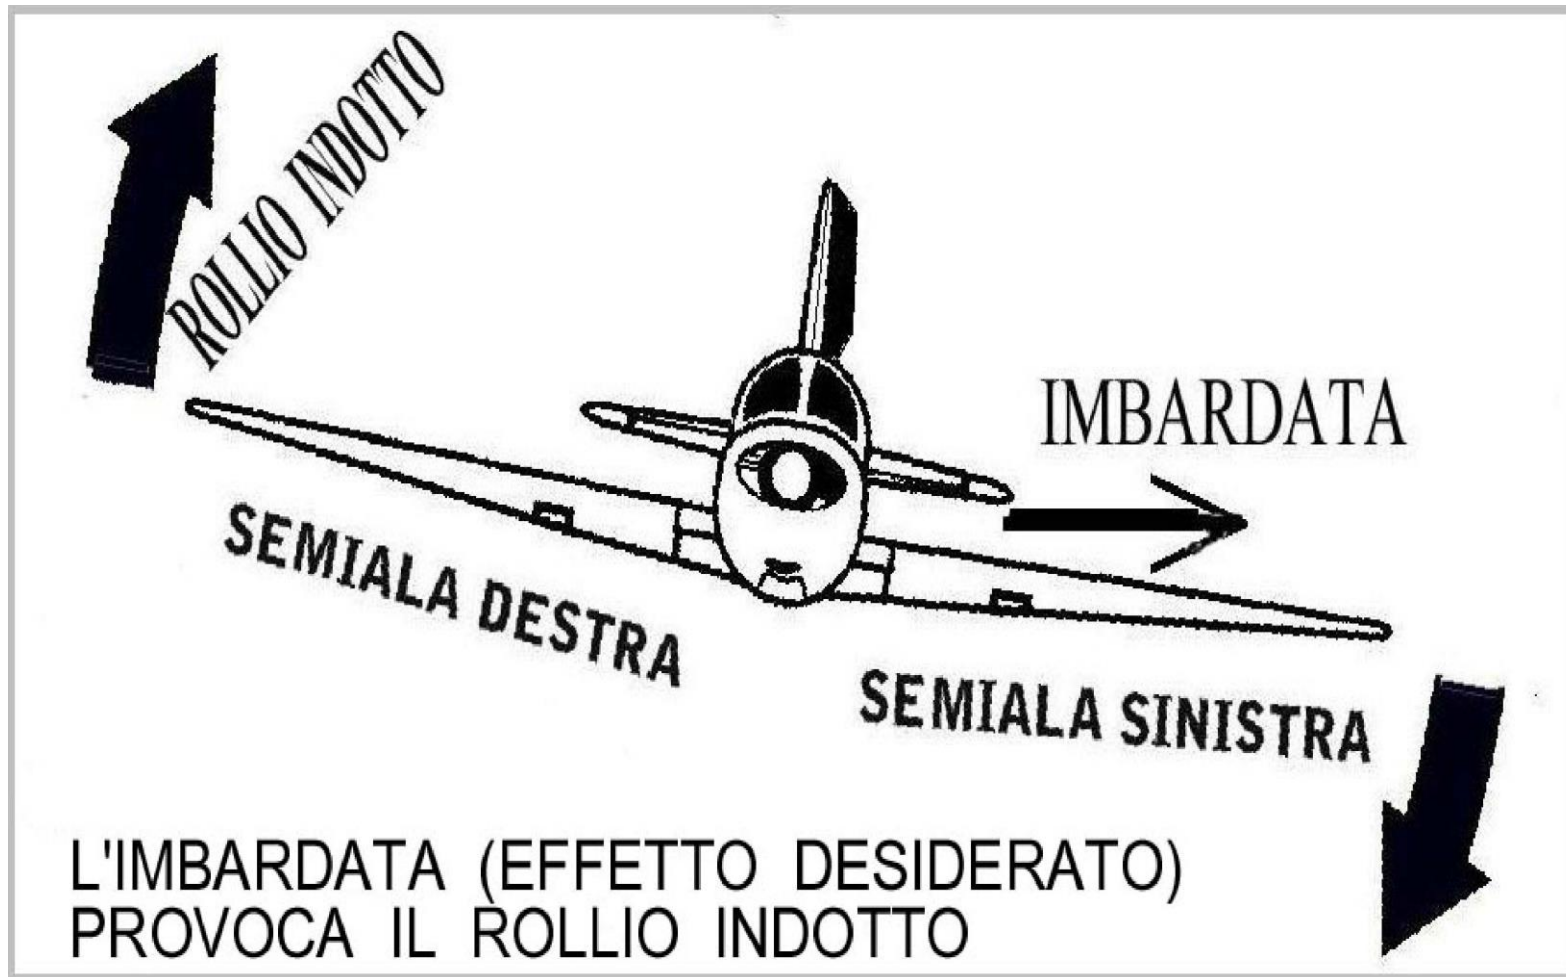 ROLLIO INDOTTO
IMBARDATA
SEMIALA DESTRA
SEMIALA SINISTRA
L'IMBARDATA (EFFETTO DESIDERATO)
PROVOCA IL ROLLIO INDOTTO